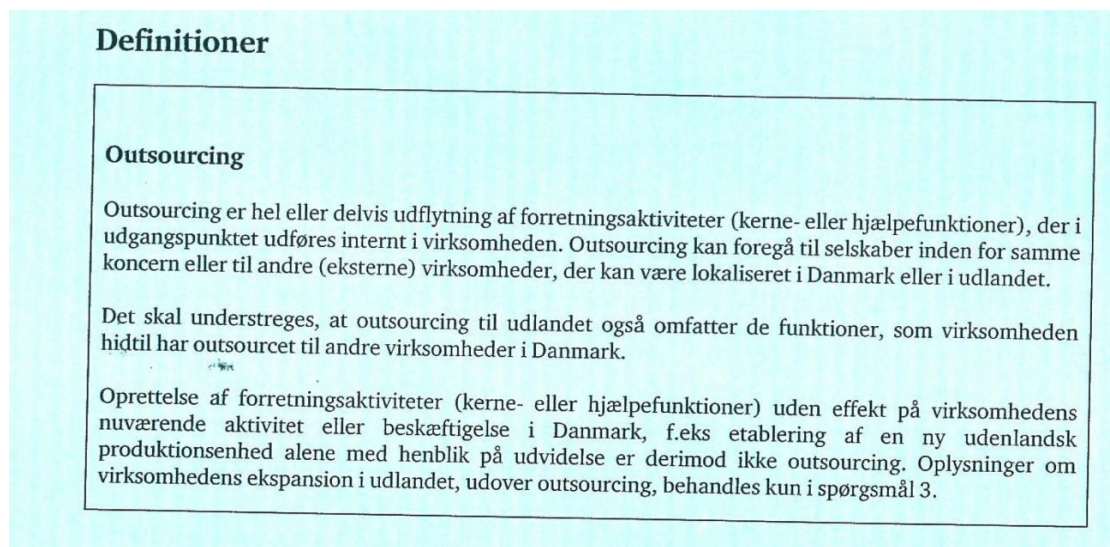 Definitioner
Outsourcing
Outsourcing er hel eller delvis udflytning af forretningsaktiviteter (kerne- eller hjælpefunktioner), der i
udgangspunktet udføres internt i virksomheden. Outsourcing kan foregå til selskaber inden for samme
koncern eller til andre (eksterne) virksomheder, der kan være lokaliseret i Danmark eller i udlandet.
Det skal understreges, at outsourcing til udlandet også omfatter de funktioner, som virksomheden
hidtil har outsourcet til andre virksomheder i Danmark.
Oprettelse af forretningsaktiviteter (kerne- eller hjælpefunktioner) uden effekt på virksomhedens
nuværende aktivitet eller beskæftigelse i Danmark, f.eks etablering af en ny udenlandsk
produktionsenhed alene med henblik på udvidelse er derimod ikke outsourcing. Oplysninger om
virksomhedens ekspansion i udlandet, udover outsourcing, behandles kun i spørgsmål 3.